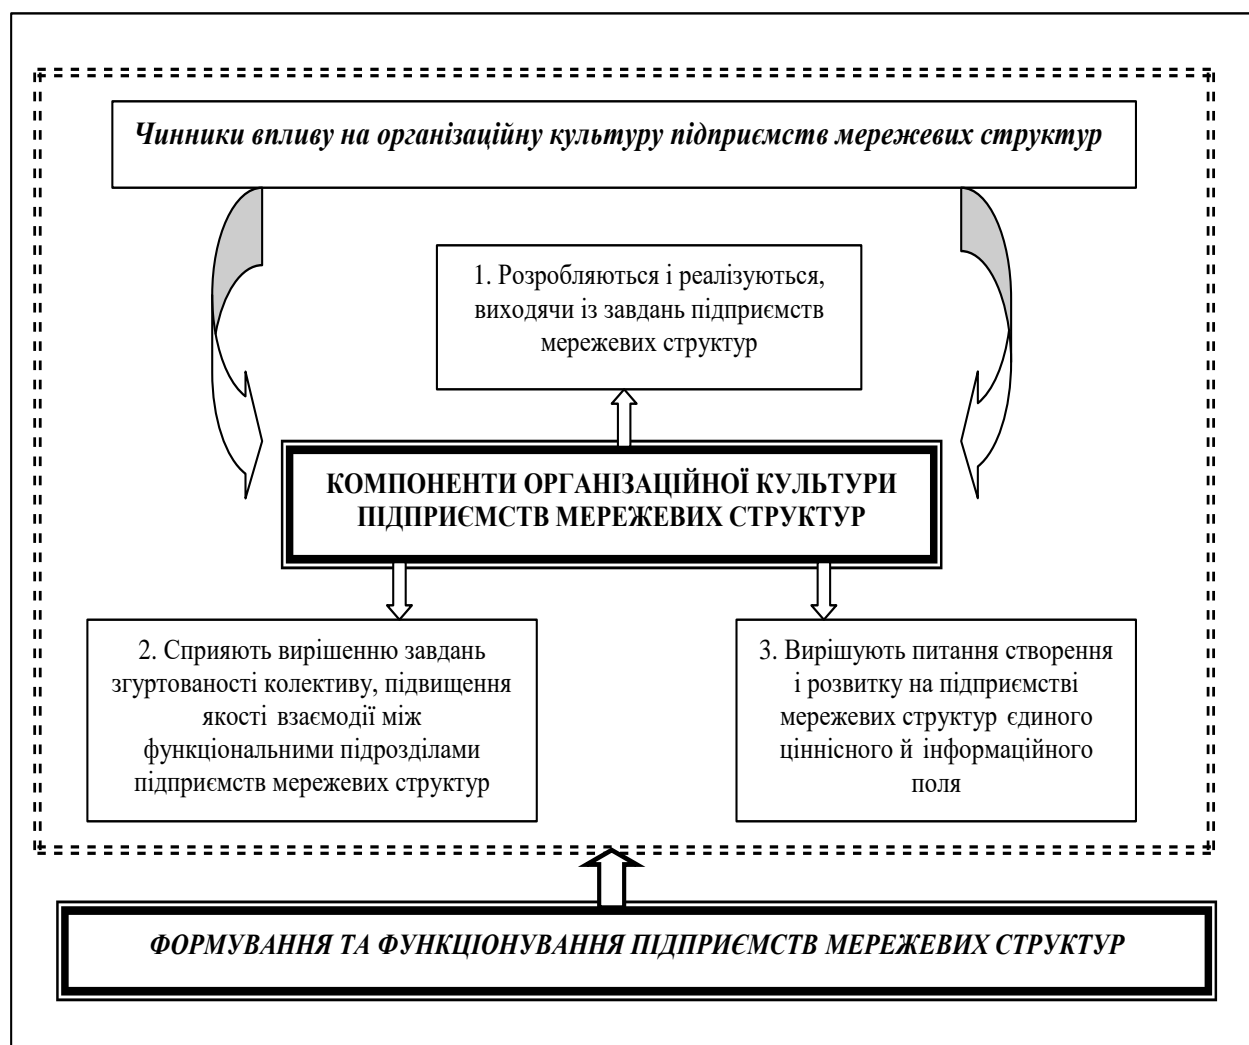 Чинники впливу на організаційну культуру підприємств мережевих структур
1. Розробляються і реалізуються,
виходячи із завдань підприємств
мережевих структур
КОМПОНЕНТИ ОРГАНІЗАЦІЙНОЇ КУЛЬТУРИ
ПІДПРИЄМСТВ МЕРЕЖЕВИХ СТРУКТУР
2. Сприяють вирішенню завдань
згуртованості колективу, підвищення
якості взаємодії між
функціональними підрозділами
підприємств мережевих структур
3. Вирішують питання створення
і розвитку на підприємстві
мережевих структур єдиного
ціннісного й інформаційного
поля
ФОРМУВАННЯ ТА ФУНКЦІОНУВАННЯ ПІДПРИЄМСТВ МЕРЕЖЕВИХ СТРУКТУР